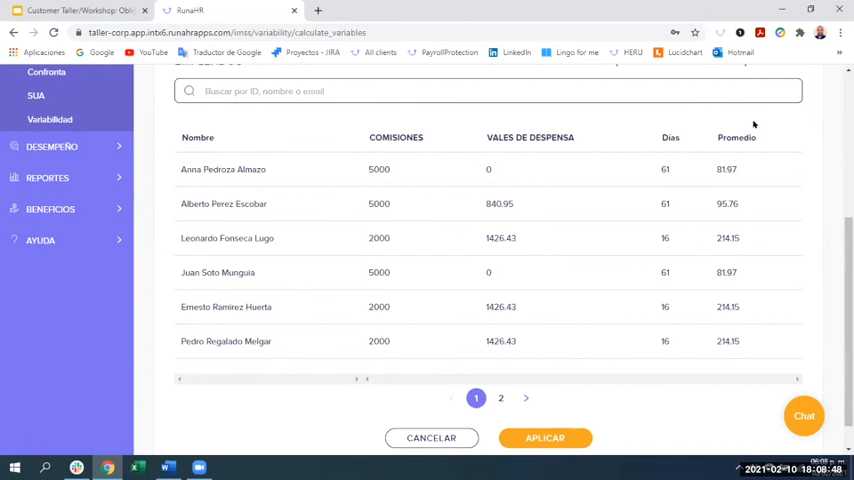 Customer Taller/Workshop: Oblig
RunaHR
taller-corp.app.intx6.runahrapps.com/imss/variability/calculate_variables
Aplicaciones
Google
YouTube
Traductor de Google
Proyectos - JIRA
All clients
PayrollProtection
LinkedIn
Lingo for me
HERU
Lucidchart
Hotmail
Confronta
SUA
Variabilidad
DESEMPEÑO
REPORTES
BENEFICIOS
AYUDA
Buscar por ID, nombre o email
Nombre COMISIONES VALES DE DESPENSA Días Promedio
Anna Pedroza Almazo 5000 0 61 81.97
Alberto Perez Escobar 5000 840.95 61 95.76
Leonardo Fonseca Lugo 2000 1426.43 16 214.15
Juan Soto Munguia 5000 0 61 81.97
Ernesto Ramirez Huerta 2000 1426.43 16 214.15
Pedro Regalado Melgar 2000 1426.43 16 214.15
1 2
CANCELAR APLICAR
Chat
2021-02-10 18:08:48